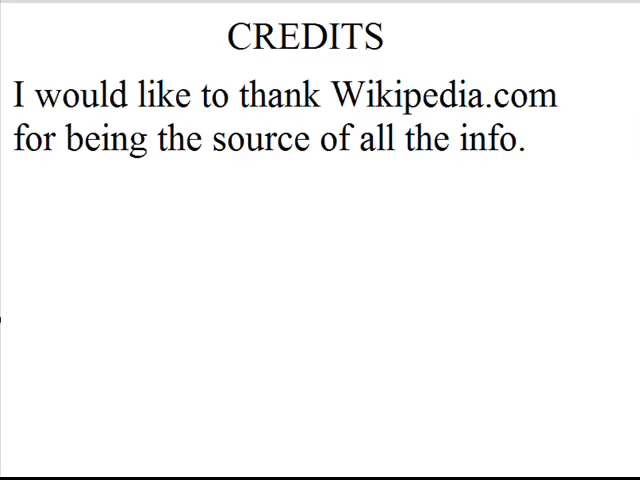 CREDITS
I would like to thank Wikipedia.com
for being the source of all the info.